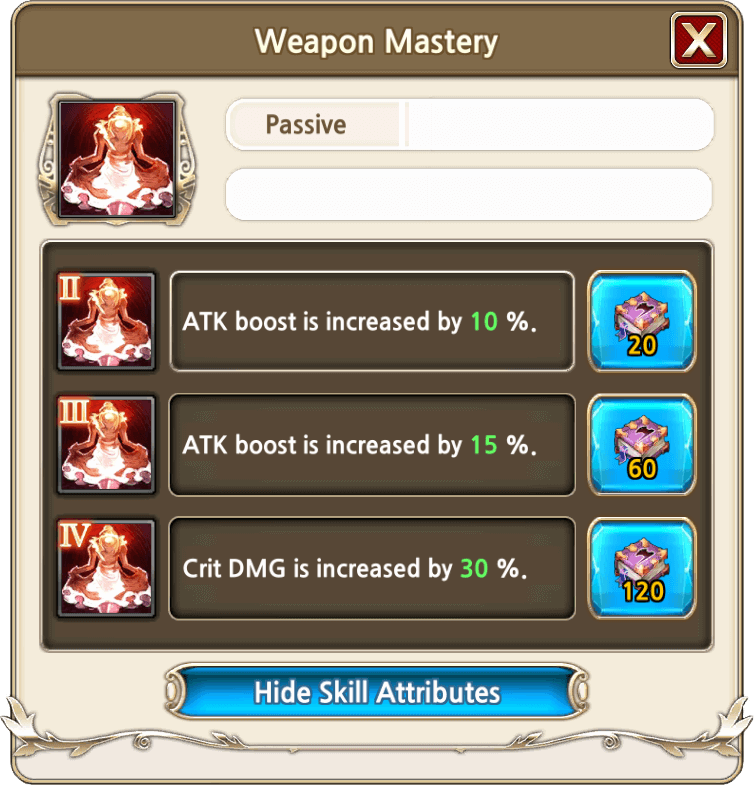 Weapon Mastery
X
Passive
II
ATK boost is increased by 10 %.
20
III
ATK boost is increased by 15 %.
60
IV
Crit DMG is increased by 30 %.
120
Hide Skill Attributes